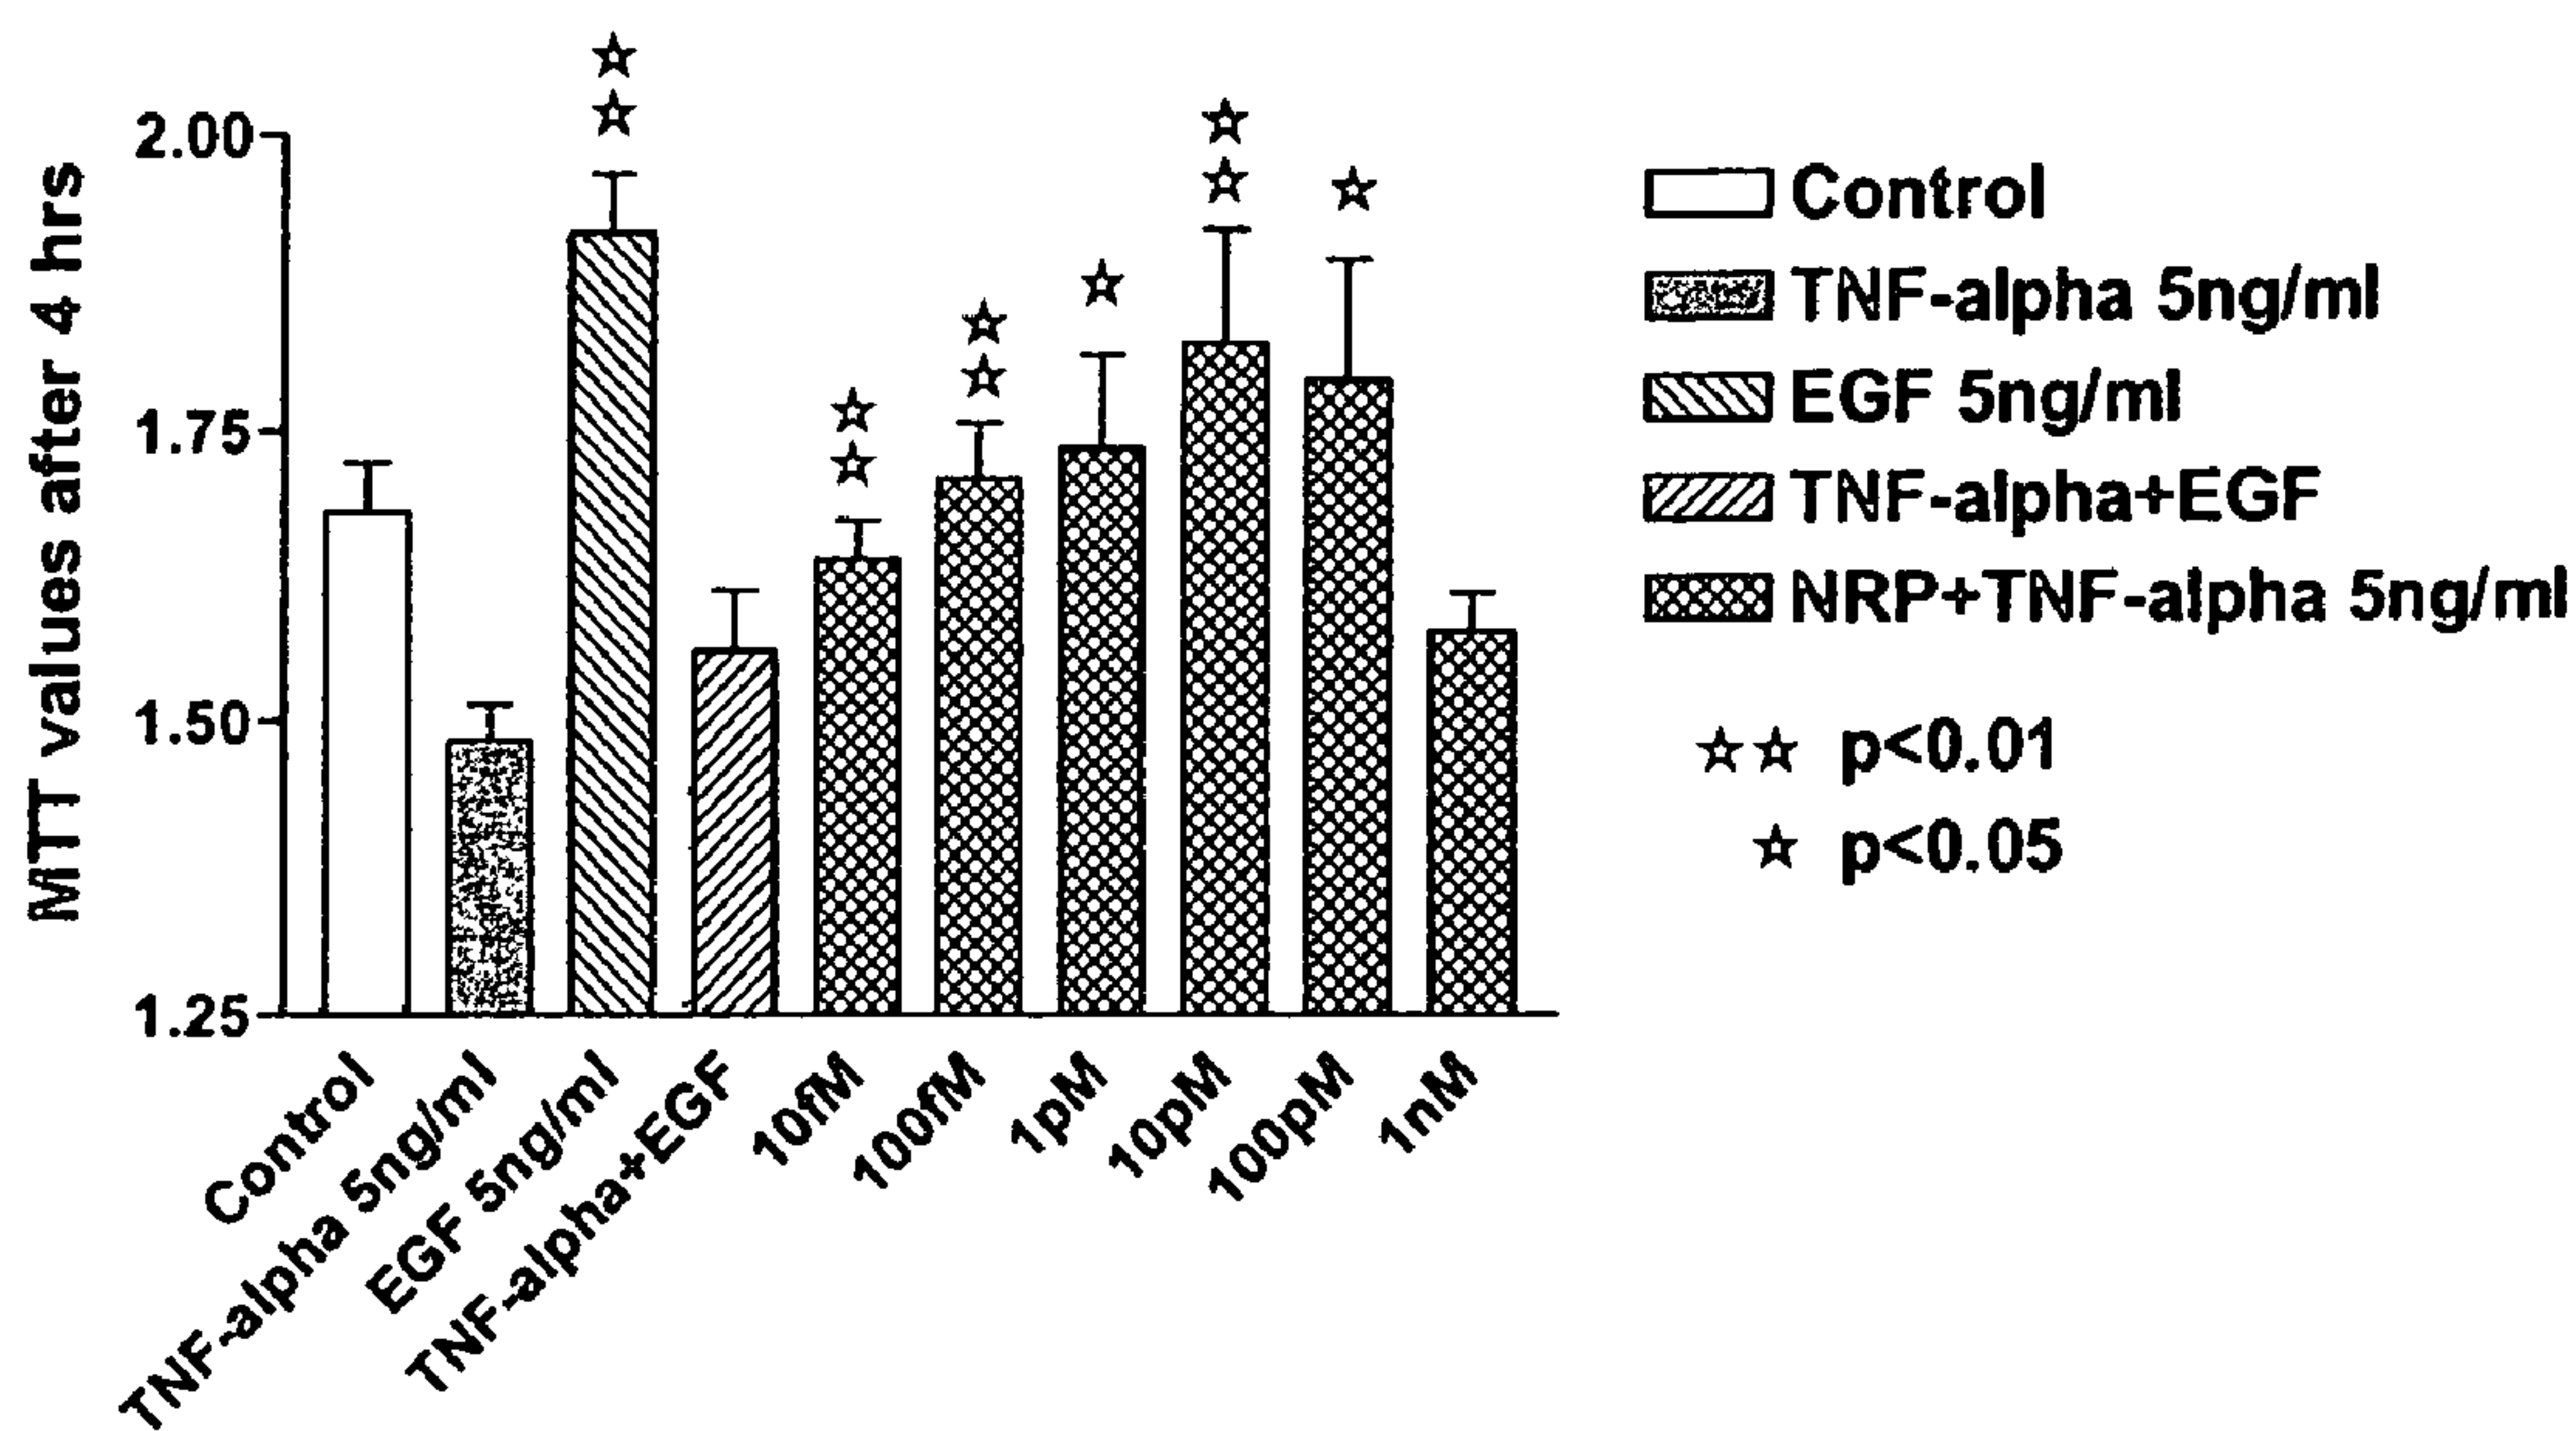 MTT values after 4 hrs
2.00
1.75
1.50
1.25
Control
TNF-alpha 5ng/ml
EGF 5ng/ml
TNF-alpha+EGF
10fM
100fM
1pM
10pM
100pM
1nM
Control
TNF-alpha 5ng/ml
EGF 5ng/ml
TNF-alpha+EGF
NRP+TNF-alpha 5ng/ml
☆☆ p<0.01
☆ p<0.05